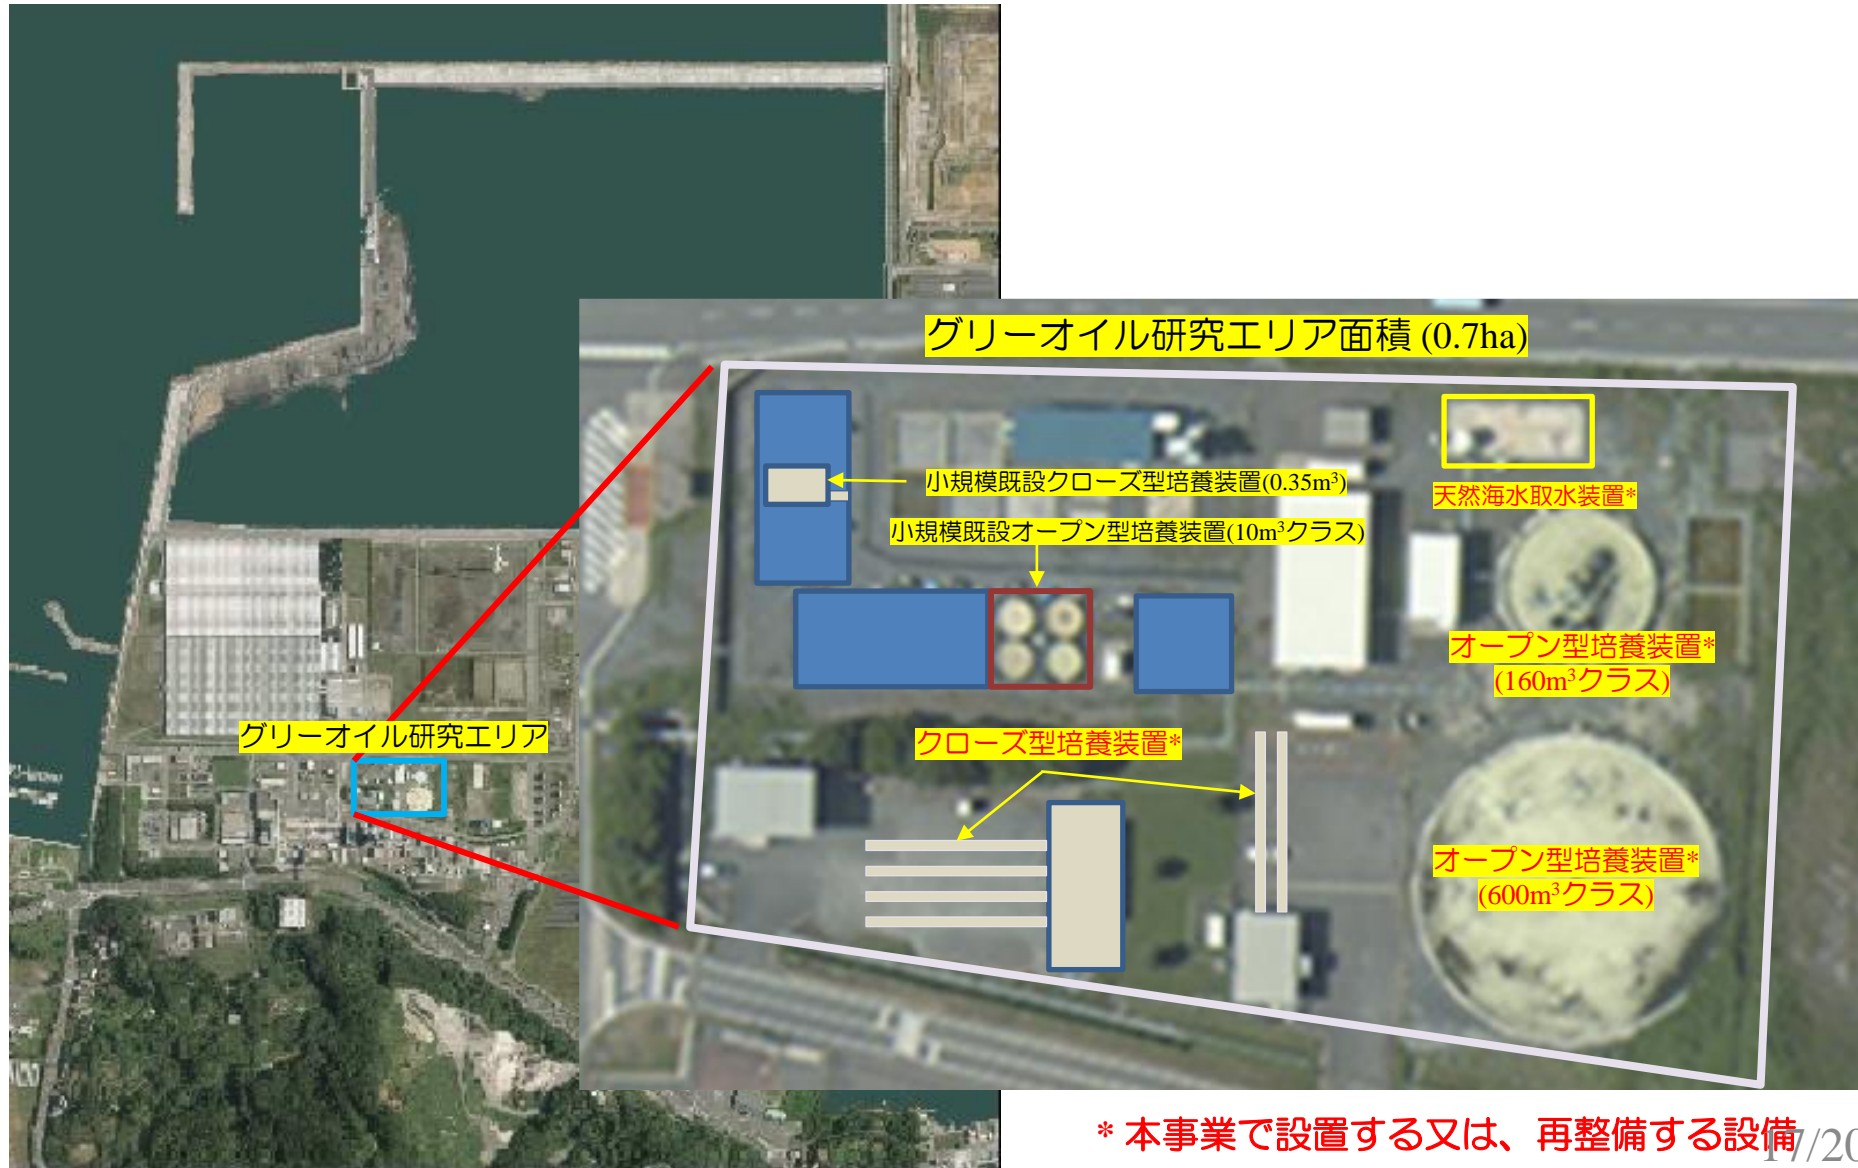 グリーオイル研究エリア面積 (0.7ha)
小規模既設クローズ型培養装置(0.35m³)
天然海水取水装置*
小規模既設オープン型培養装置(10m³クラス)
オープン型培養装置*
(160m³クラス)
グリーオイル研究エリア
クローズ型培養装置*
オープン型培養装置*
(600m³クラス)
* 本事業で設置する又は、再整備する設備
17/20